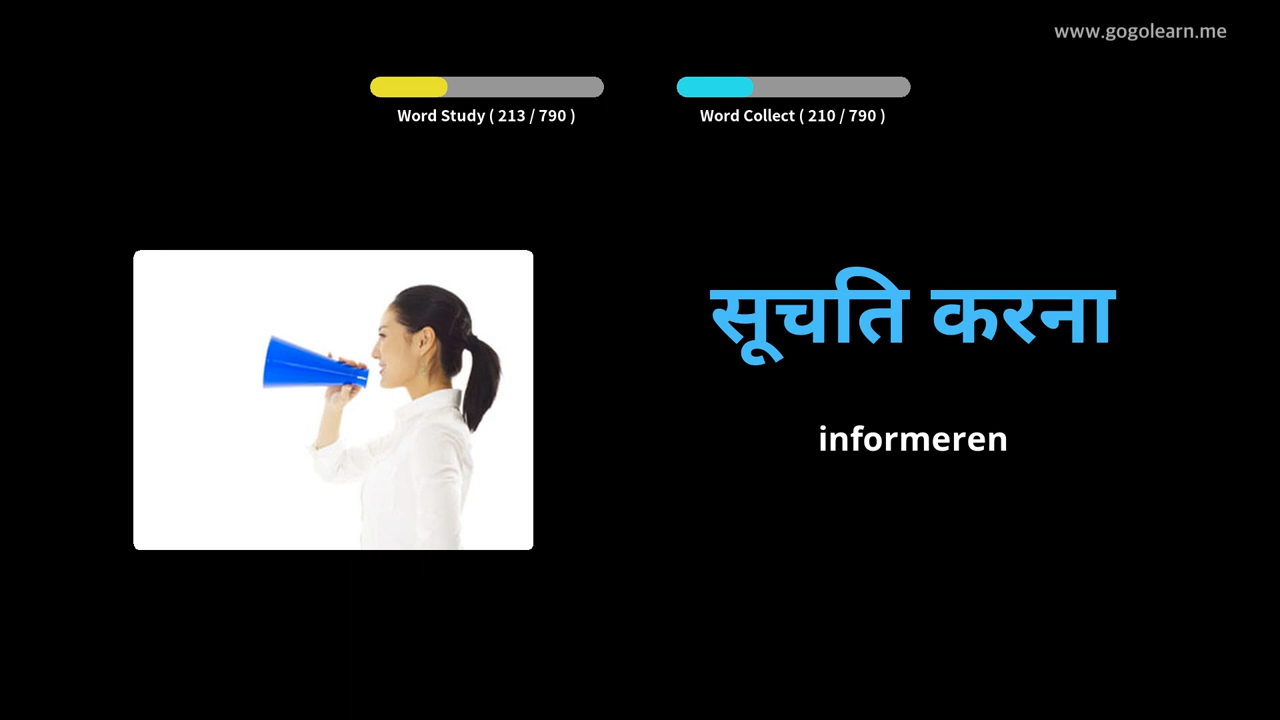 www.gogolearn.me
Word Study ( 213 / 790 )
Word Collect ( 210 / 790 )
सूचति करना
informeren